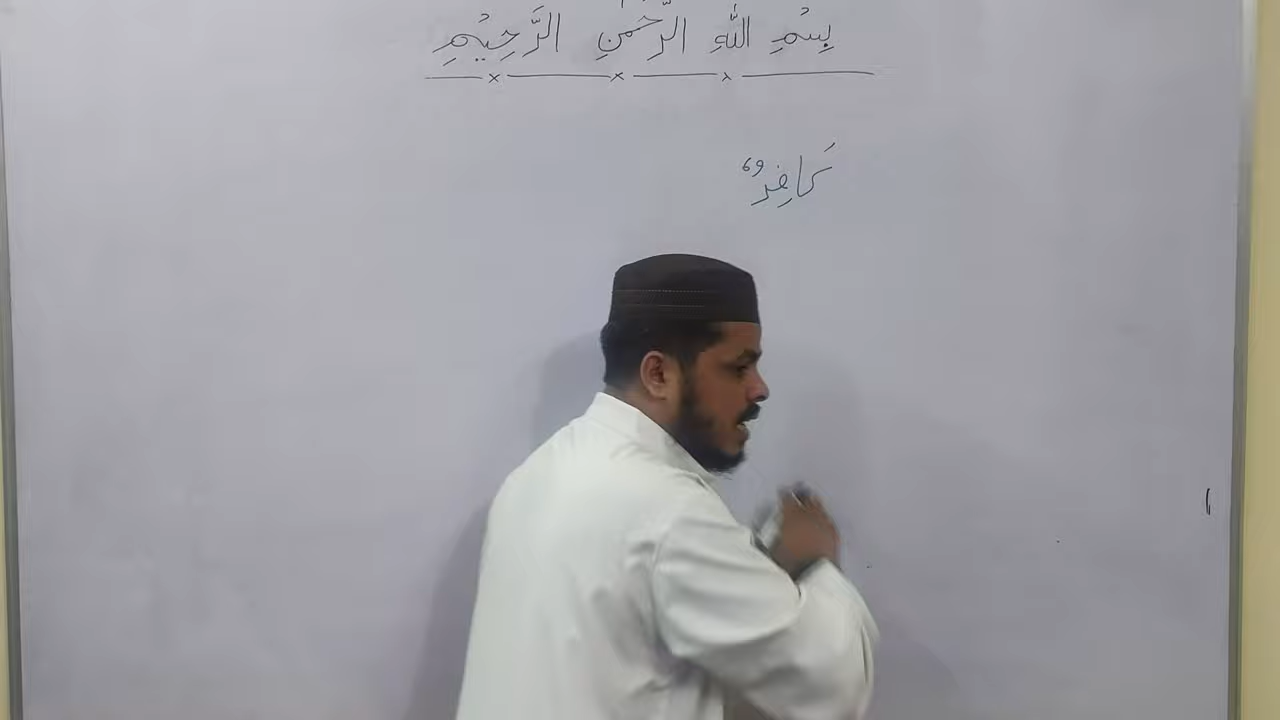 بِسْمِ اللّٰهِ الرَّحْمٰنِ الرَّحِيْمِ
كَافِرٌ